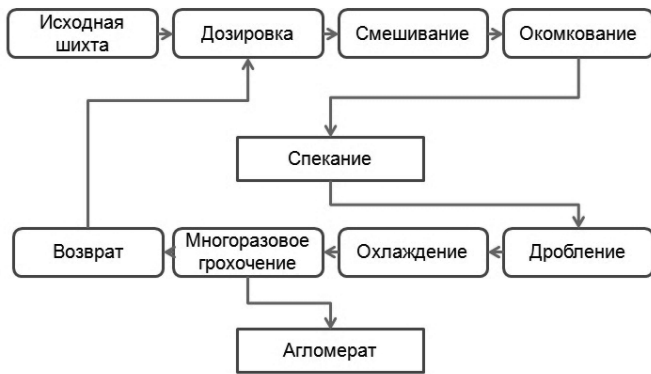 Исходная
шихта
Дозировка
Смешивание
Окомкование
Спекание
Возврат
Многоразовое
грохочение
Охлаждение
Дробление
Агломерат